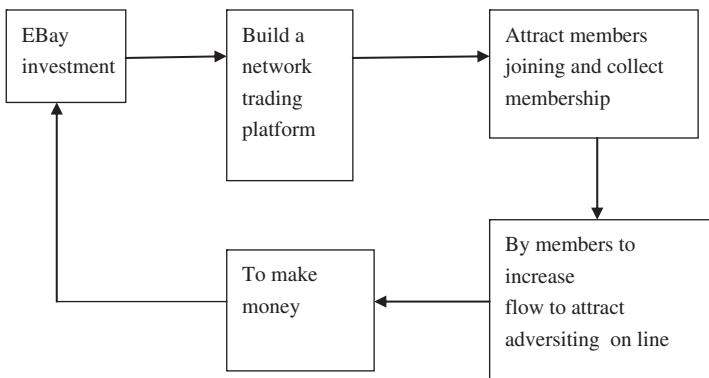 EBay
investment
Build a
network
trading
platform
Attract members
joining and collect
membership
By members to
increase
flow to attract
adversiting on line
To make
money